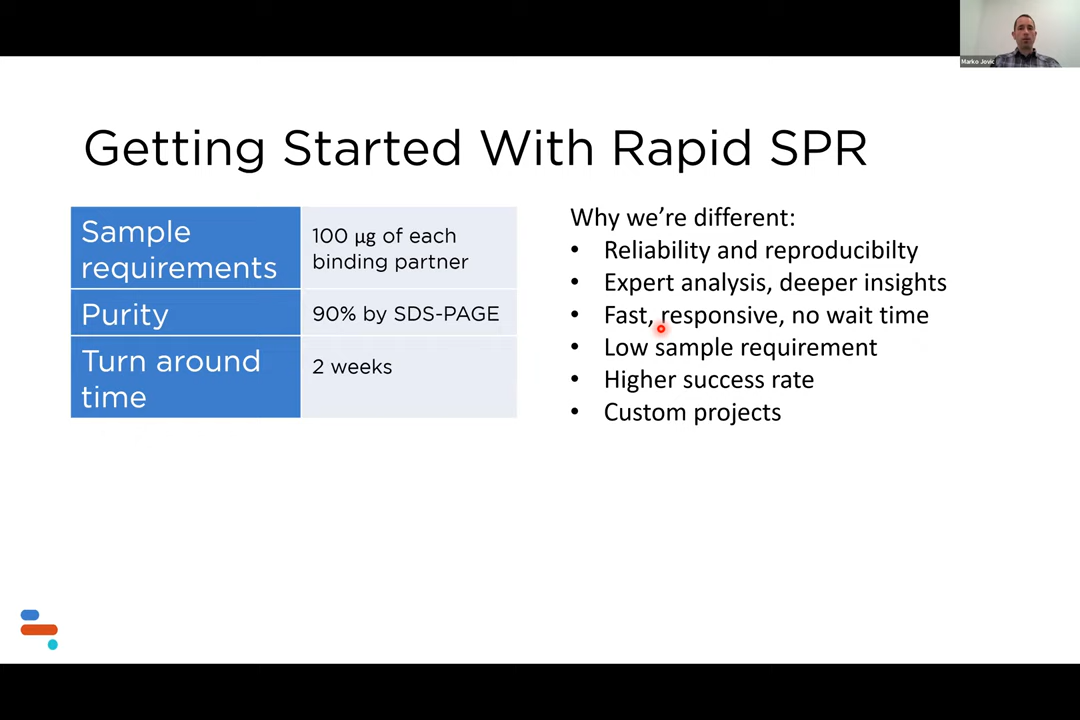 Marko Jovic
Getting Started With Rapid SPR
Sample
requirements
100 µg of each
binding partner
Purity
90% by SDS-PAGE
Turn around
time
2 weeks
Why we're different:
• Reliability and reproducibilty
• Expert analysis, deeper insights
• Fast, responsive, no wait time
• Low sample requirement
• Higher success rate
• Custom projects